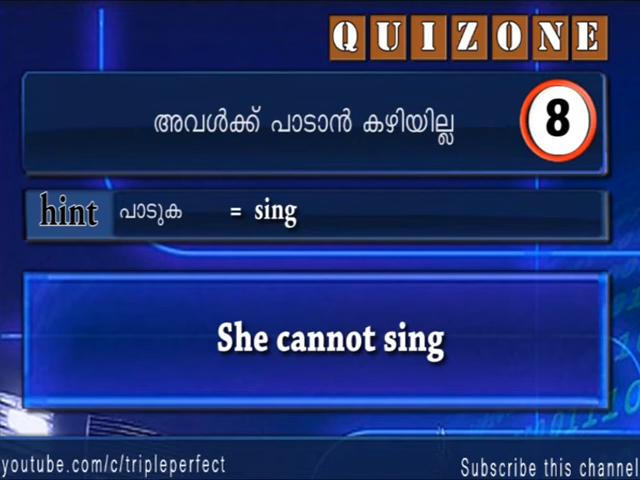 QUIZONE
അവൾക്ക് പാടാൻ കഴിയില്ല
8
hint പാടുക = sing
She cannot sing
youtube.com/c/tripleperfect
Subscribe this channel